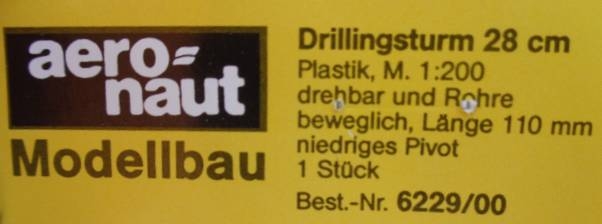 aero=
naut
Modellbau
Drillingsturm 28 cm
Plastik, M. 1:200
drehbar und Rohre
beweglich, Länge 110 mm
niedriges Pivot
1 Stück
Best.-Nr. 6229/00